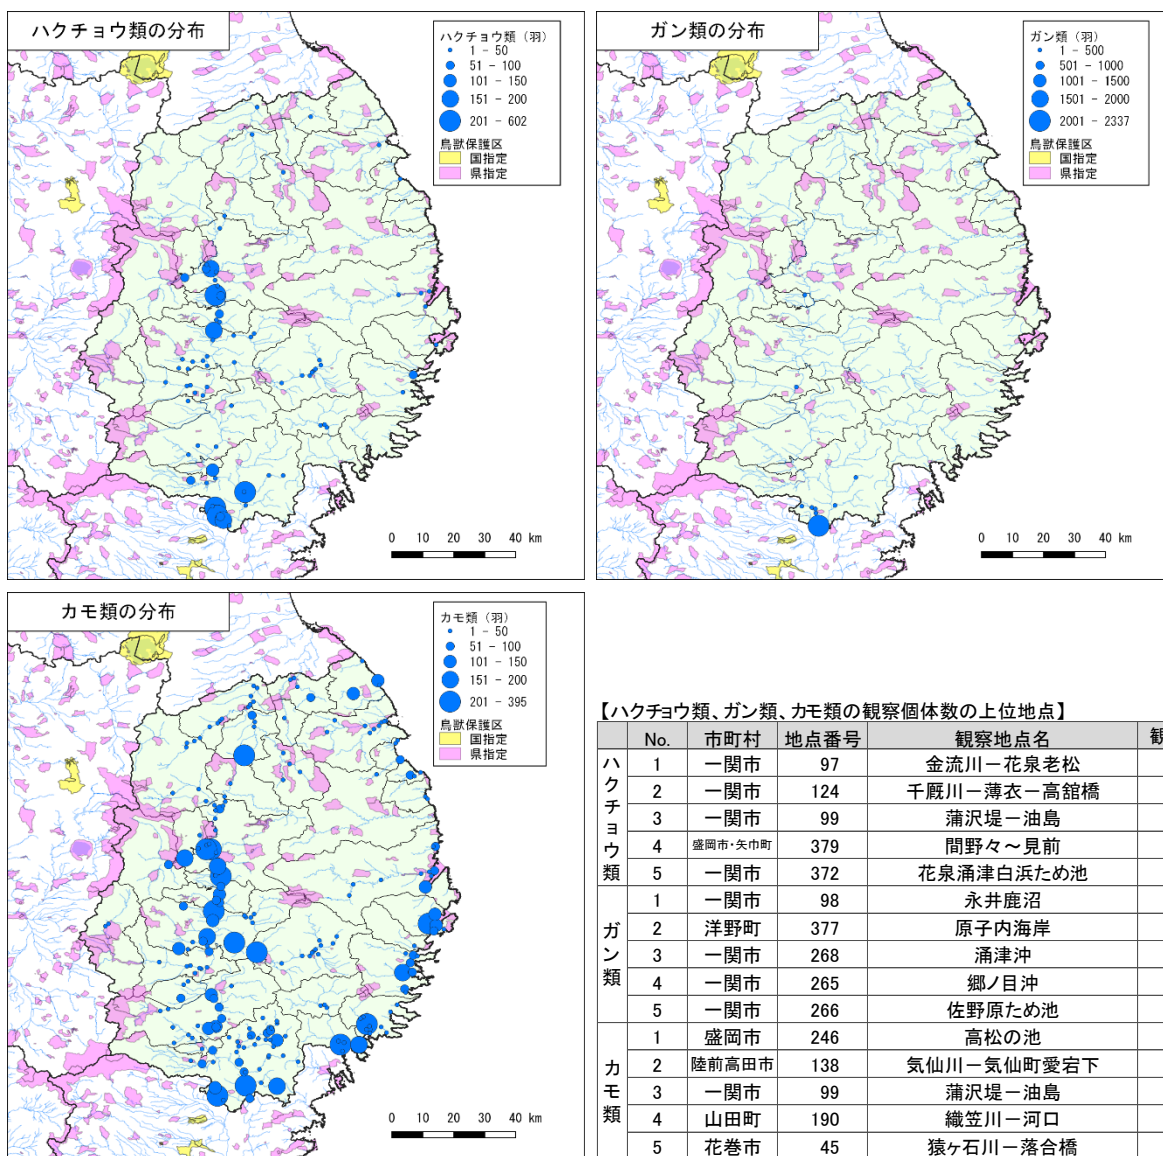 ハクチョウ類の分布
ハクチョウ類（羽）
1 - 50
51 - 100
101 - 150
151 - 200
201 - 602
鳥獣保護区
国指定
県指定
0 10 20 30 40 km
ガン類の分布
ガン類（羽）
1 - 500
501 - 1000
1001 - 1500
1501 - 2000
2001 - 2337
鳥獣保護区
国指定
県指定
0 10 20 30 40 km
カモ類の分布
カモ類（羽）
1 - 50
51 - 100
101 - 150
151 - 200
201 - 395
鳥獣保護区
国指定
県指定
0 10 20 30 40 km
【ハクチョウ類、ガン類、カモ類の観察個体数の上位地点】
No. 市町村 地点番号 観察地点名 観
ハクチョウ類
1 一関市 97 金流川－花泉老松
2 一関市 124 千厩川－薄衣－高舘橋
3 一関市 99 蒲沢堤－油島
4 盛岡市・矢巾町 379 間野々～見前
5 一関市 372 花泉涌津白浜ため池
ガン類
1 一関市 98 永井鹿沼
2 洋野町 377 原子内海岸
3 一関市 268 涌津沖
4 一関市 265 郷ノ目沖
5 一関市 266 佐野原ため池
カモ類
1 盛岡市 246 高松の池
2 陸前高田市 138 気仙川－気仙町愛宕下
3 一関市 99 蒲沢堤－油島
4 山田町 190 織笠川－河口
5 花巻市 45 猿ヶ石川－落合橋